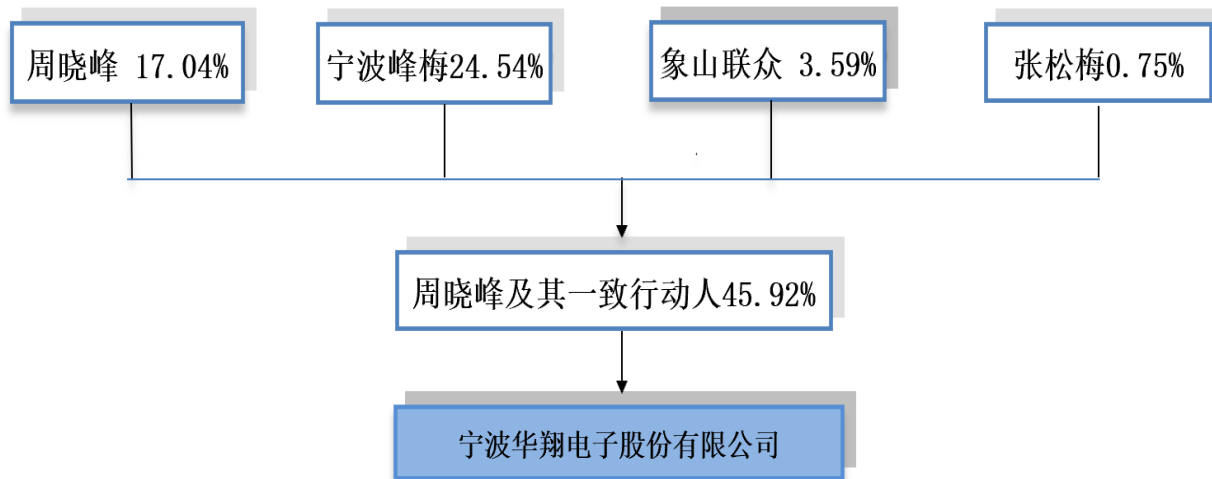 周晓峰 17.04%
宁波峰梅24.54%
象山联众 3.59%
张松梅0.75%
周晓峰及其一致行动人45.92%
宁波华翔电子股份有限公司